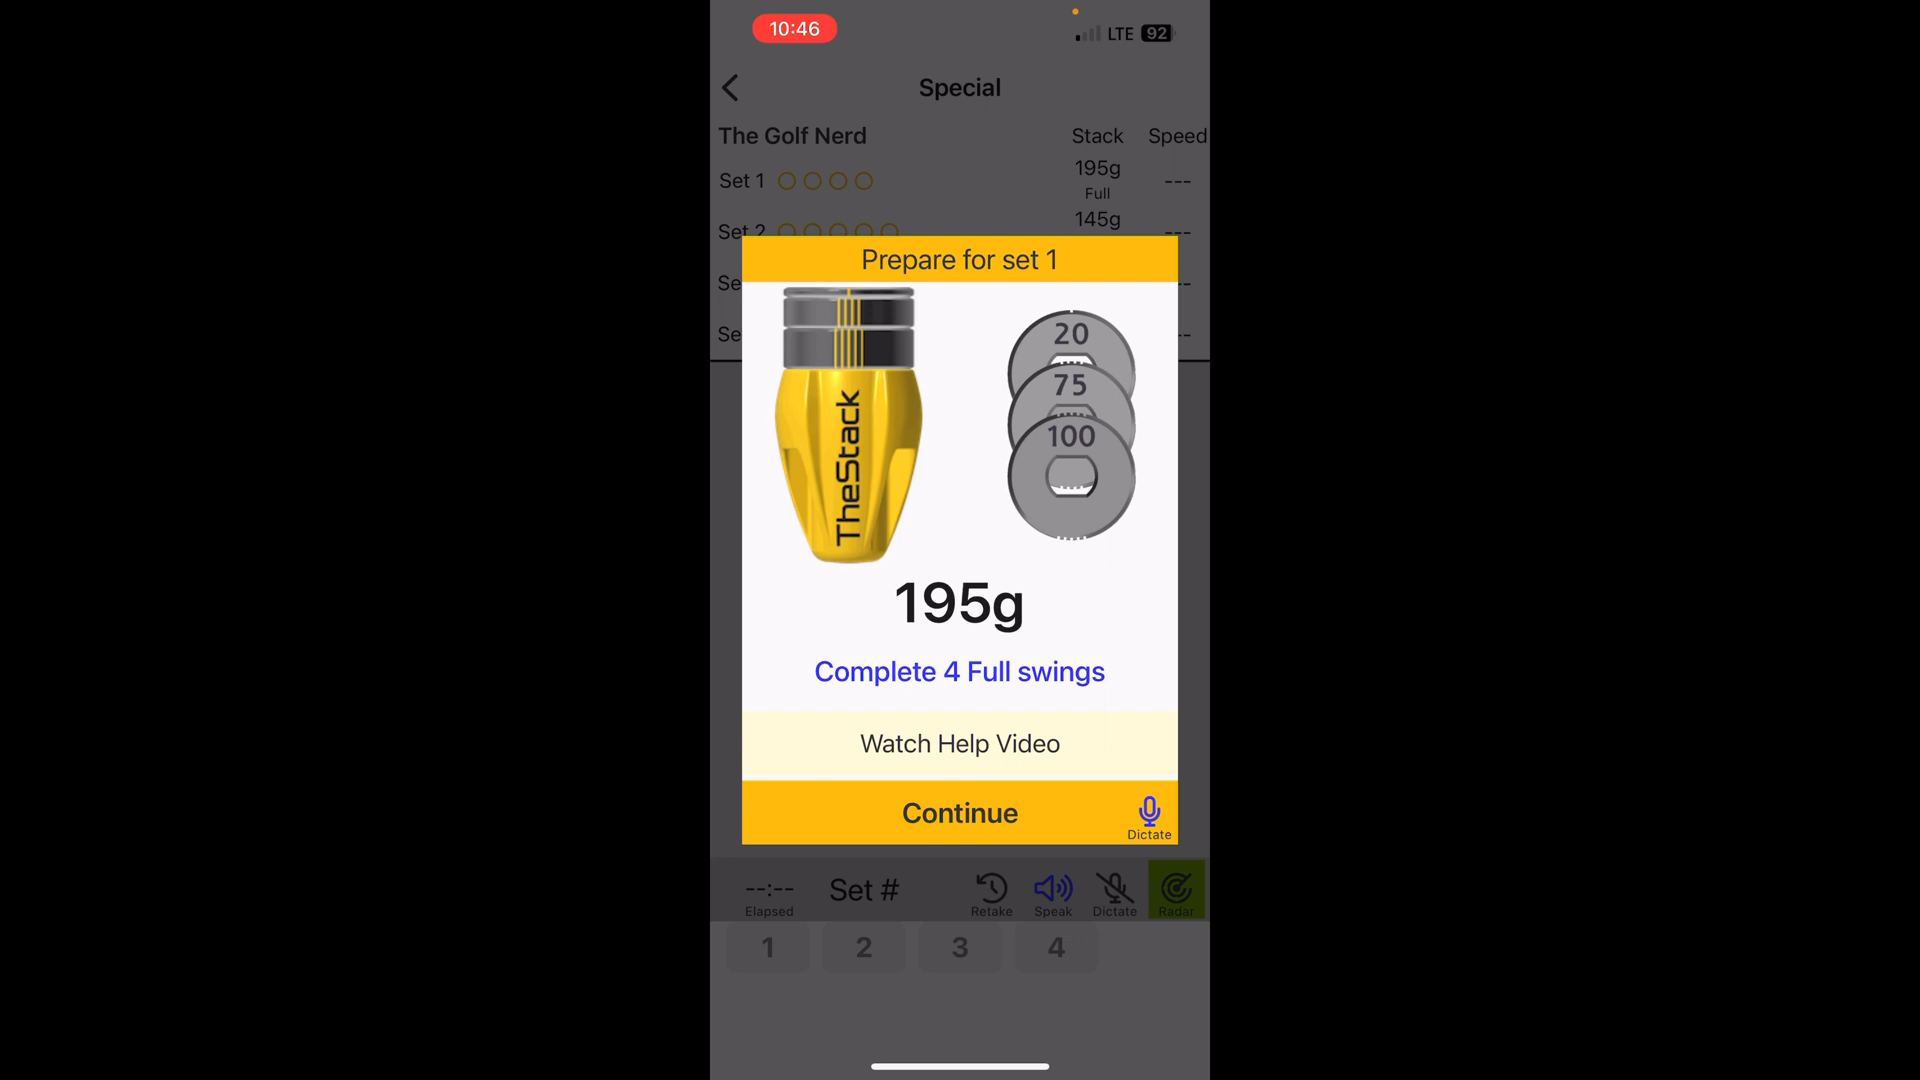 10:46
LTE 92
Special
The Golf Nerd Stack Speed
Set 1 195g ---
Full
Set 2 145g ---
Se --
Se --
Prepare for set 1
20
75
100
TheStack
195g
Complete 4 Full swings
Watch Help Video
Continue
Dictate
--:-- Set #
Elapsed Retake Speak Dictate Radar
1 2 3 4